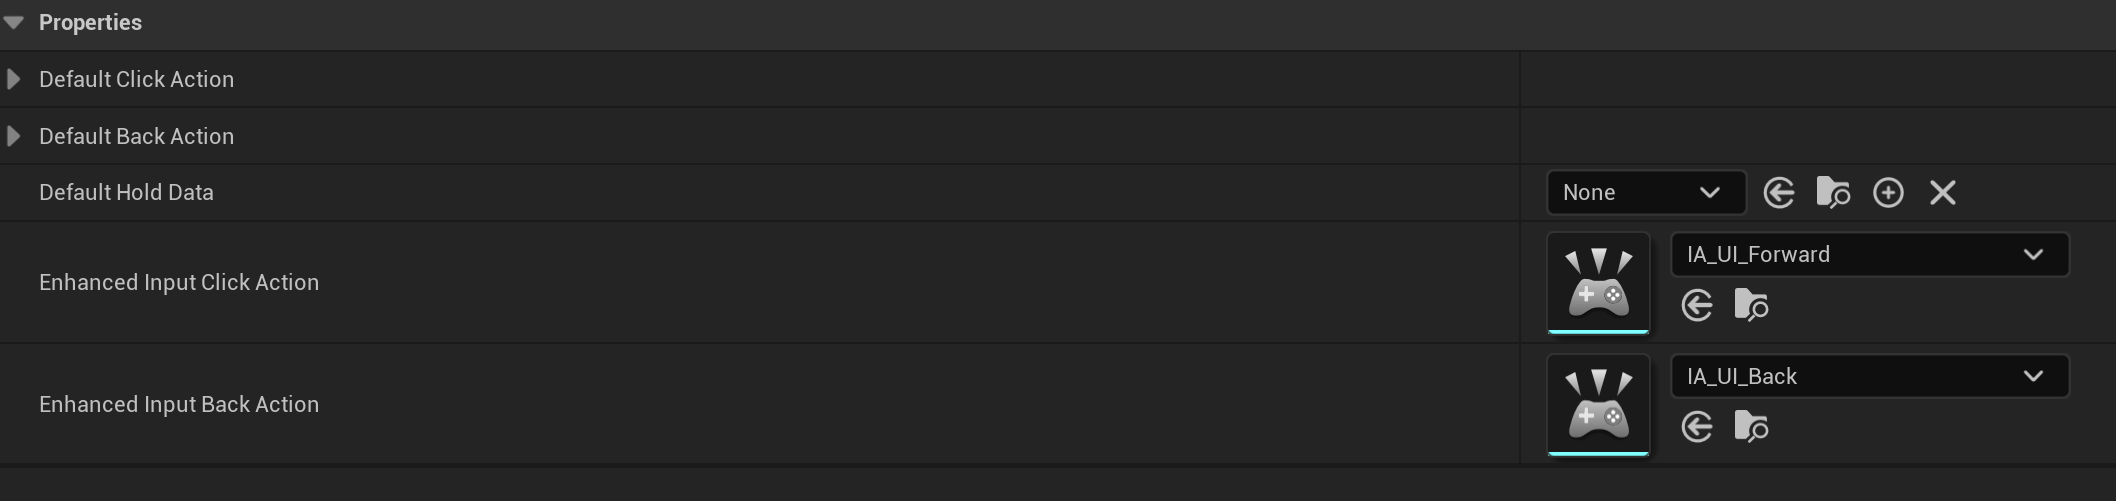 Properties
Default Click Action
Default Back Action
Default Hold Data
None
Enhanced Input Click Action
IA_UI_Forward
Enhanced Input Back Action
IA_UI_Back